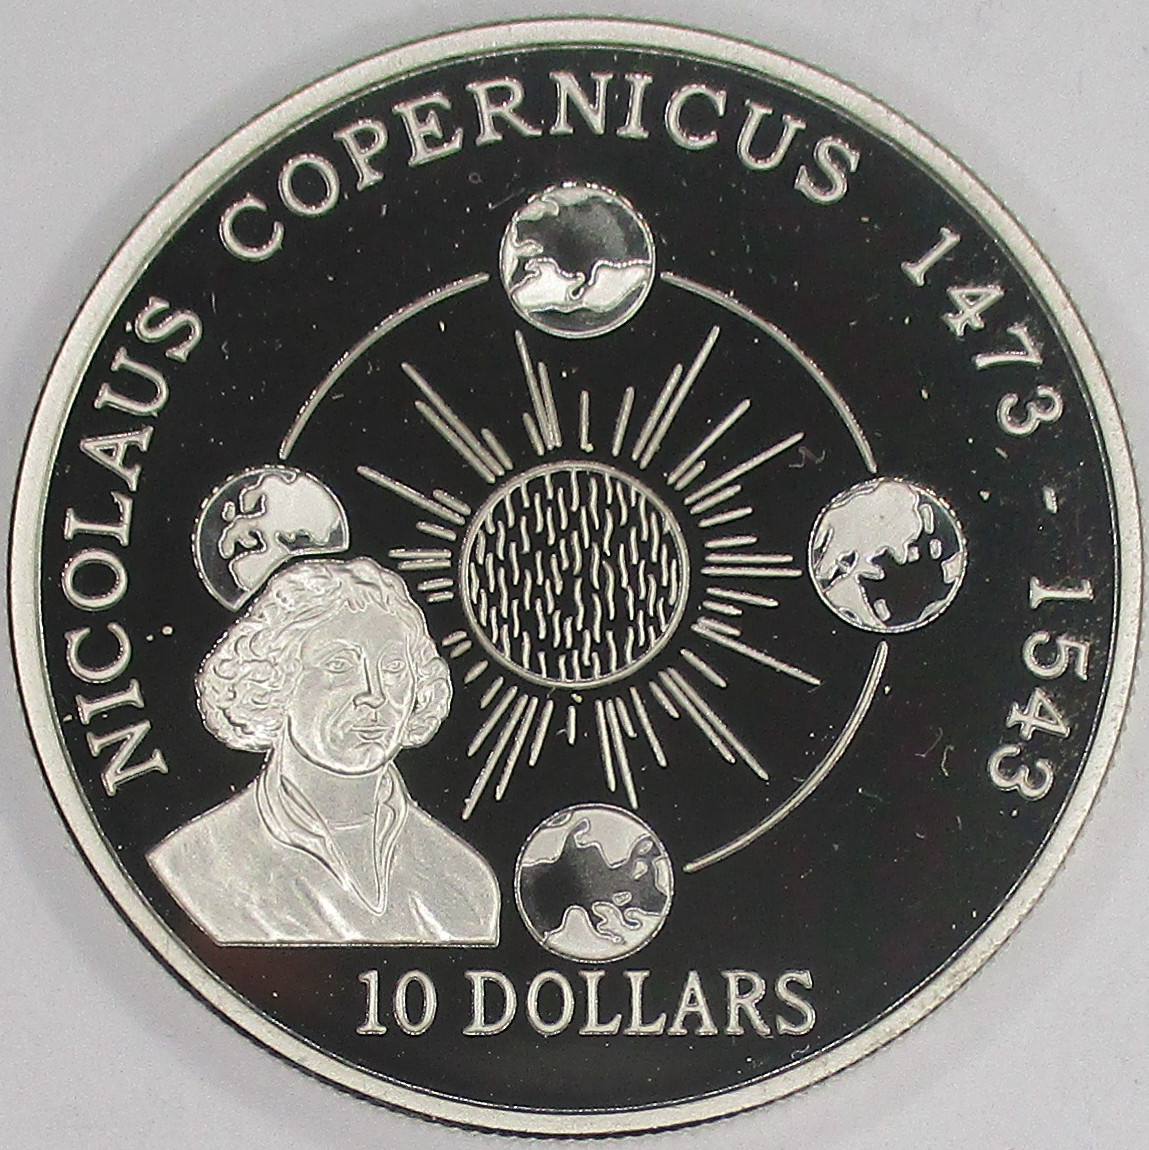 NICOLAUS COPERNICUS 1473 - 1543
10 DOLLARS